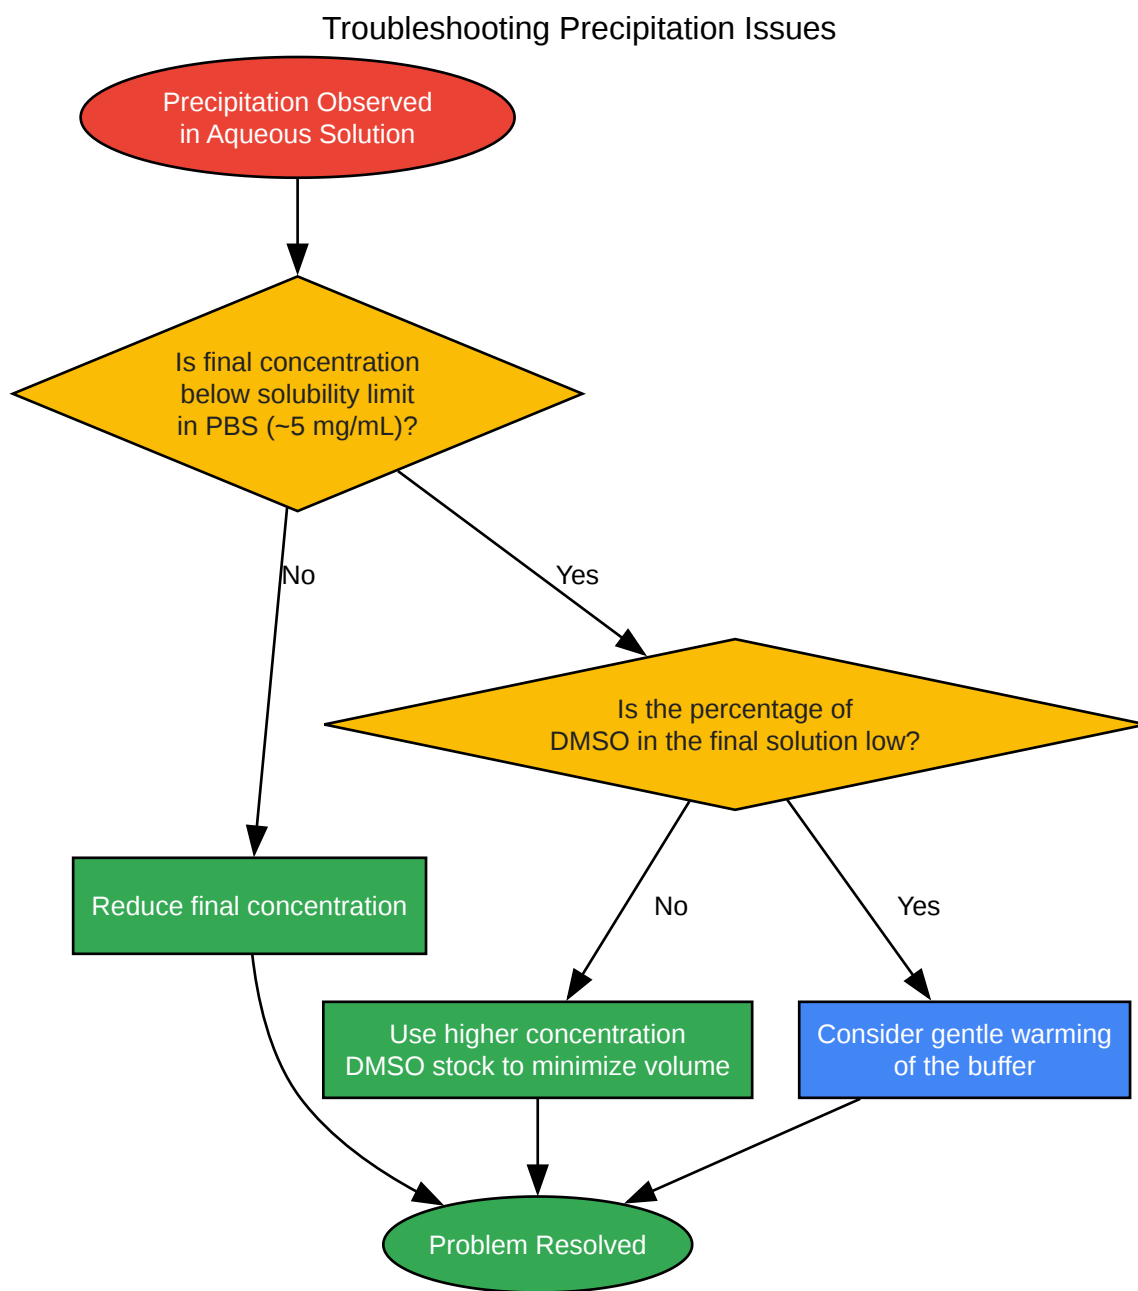 Troubleshooting Precipitation Issues
Precipitation Observed
in Aqueous Solution
Is final concentration
below solubility limit
in PBS (~5 mg/mL)?
No
Yes
Is the percentage of
DMSO in the final solution low?
Reduce final concentration
No
Yes
Use higher concentration
DMSO stock to minimize volume
Consider gentle warming
of the buffer
Problem Resolved